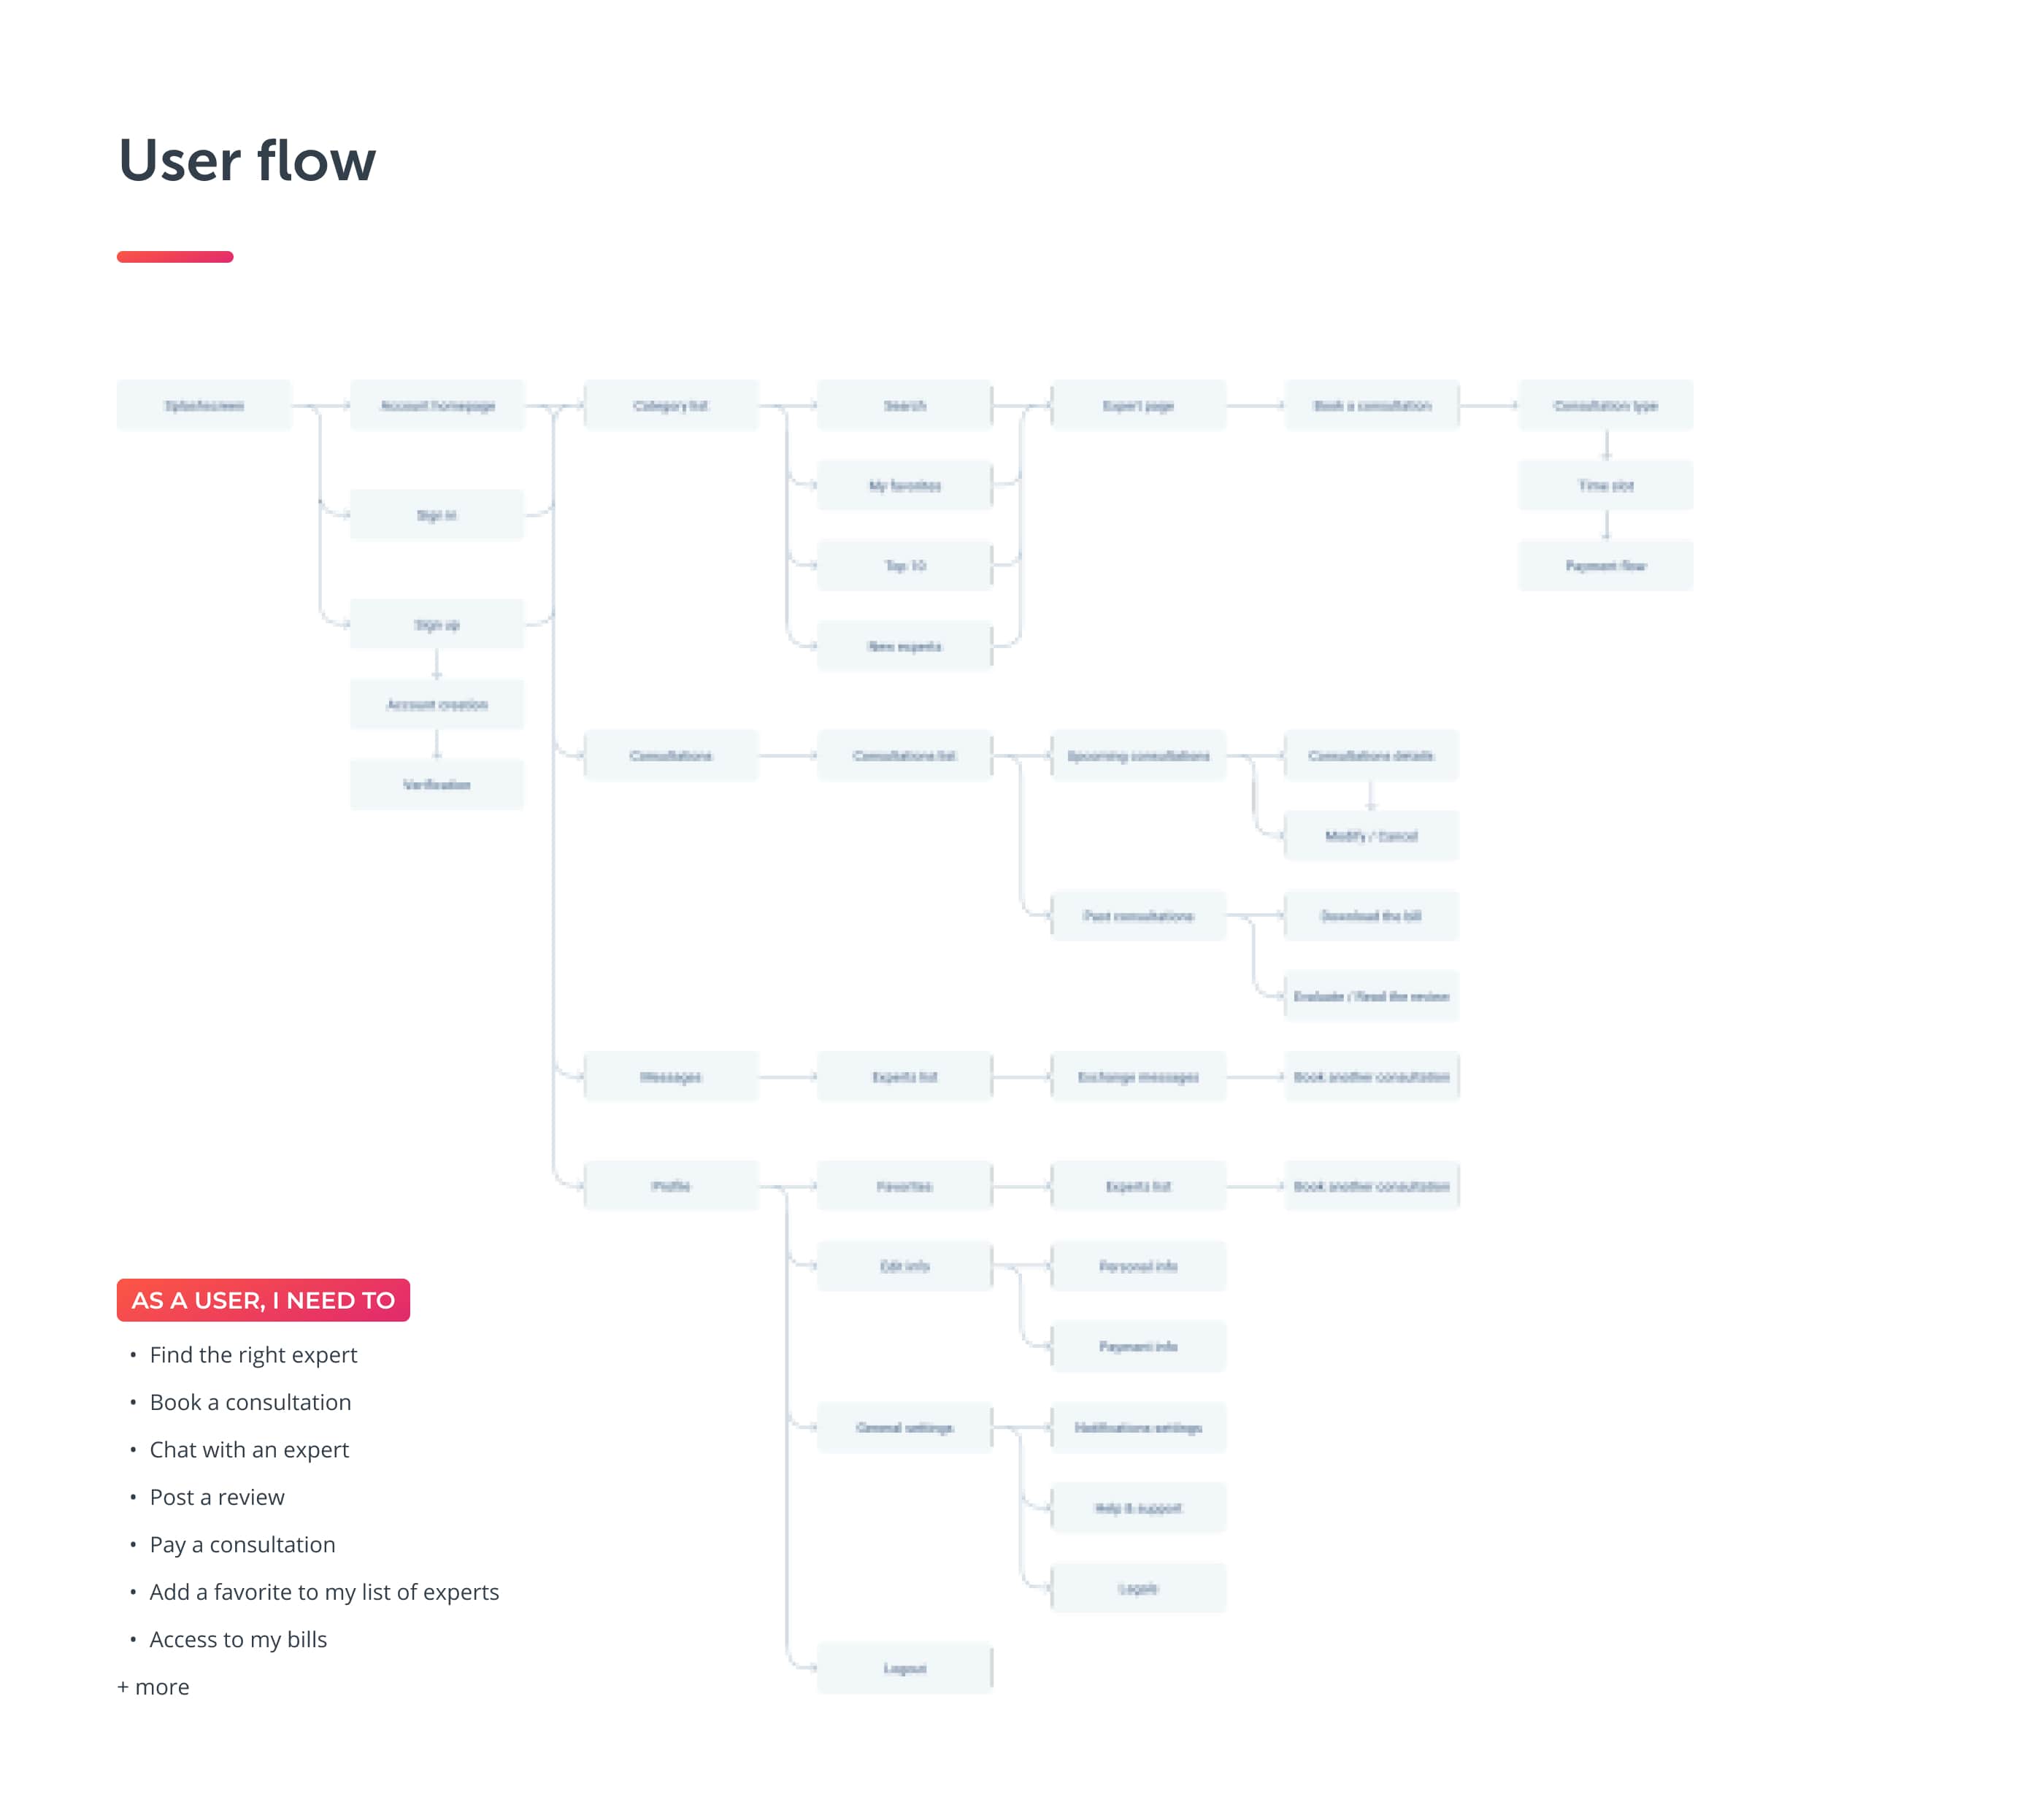 User flow
Splashscreen
Account homepage
Category list
Search
Expert page
Book a consultation
Consultation type
My favorites
Time slot
Sign in
Top 10
Payment flow
Sign up
New experts
Account creation
Consultations
Consultations list
Upcoming consultations
Consultations details
Verification
Modify / Cancel
Past consultations
Download the bill
Evaluate / Read the review
Messages
Experts list
Exchange messages
Book another consultation
Profile
Favorites
Experts list
Book another consultation
Edit info
Personal info
AS A USER, I NEED TO
• Find the right expert
Payment info
• Book a consultation
General settings
Notifications settings
• Chat with an expert
• Post a review
Help & support
• Pay a consultation
• Add a favorite to my list of experts
• Access to my bills
Logout
+ more